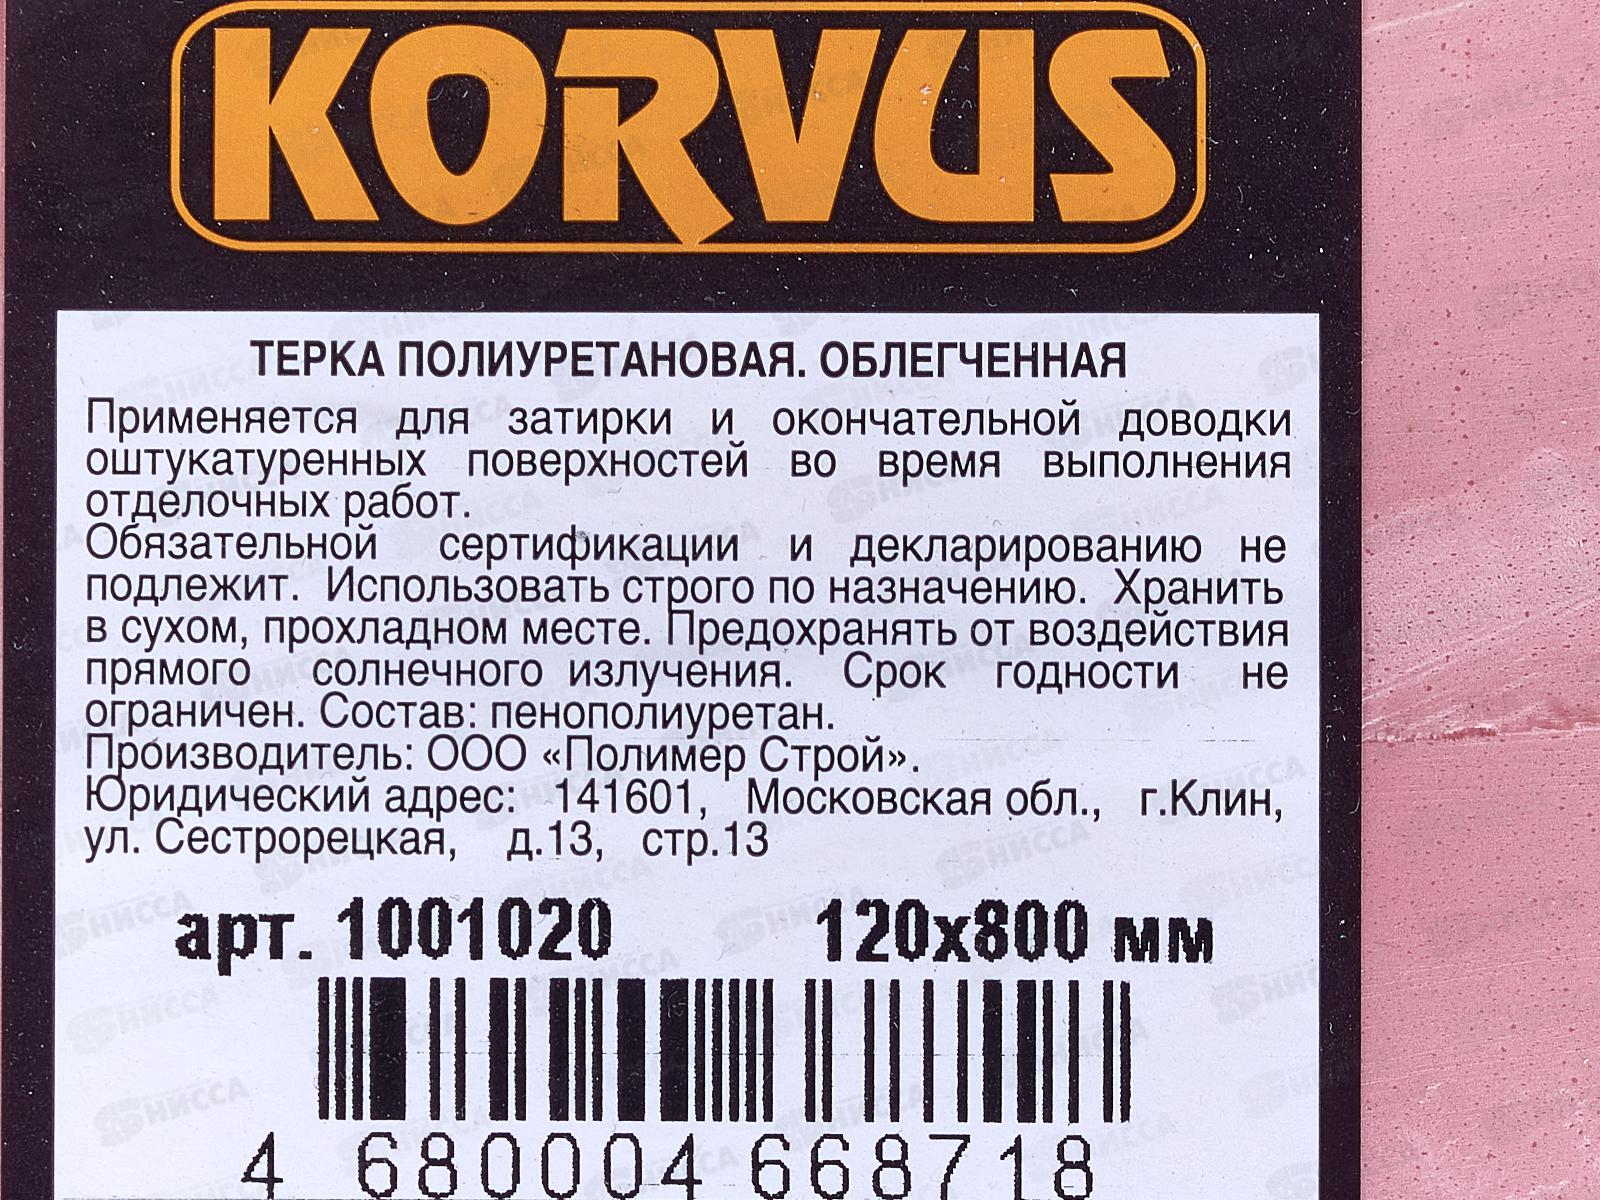 KORVUS
ТЕРКА ПОЛИУРЕТАНОВАЯ. ОБЛЕГЧЕННАЯ
Применяется для затирки и окончательной доводки
оштукатуренных поверхностей во время выполнения
отделочных работ.
Обязательной сертификации и декларированию не
подлежит. Использовать строго по назначению. Хранить
в сухом, прохладном месте. Предохранять от воздействия
прямого солнечного излучения. Срок годности не
ограничен. Состав: пенополиуретан.
Производитель: ООО «Полимер Строй».
Юридический адрес: 141601, Московская обл., г.Клин,
ул. Сестрорецкая, д.13, стр.13
арт. 1001020 120x800 мм
4 680004 668718